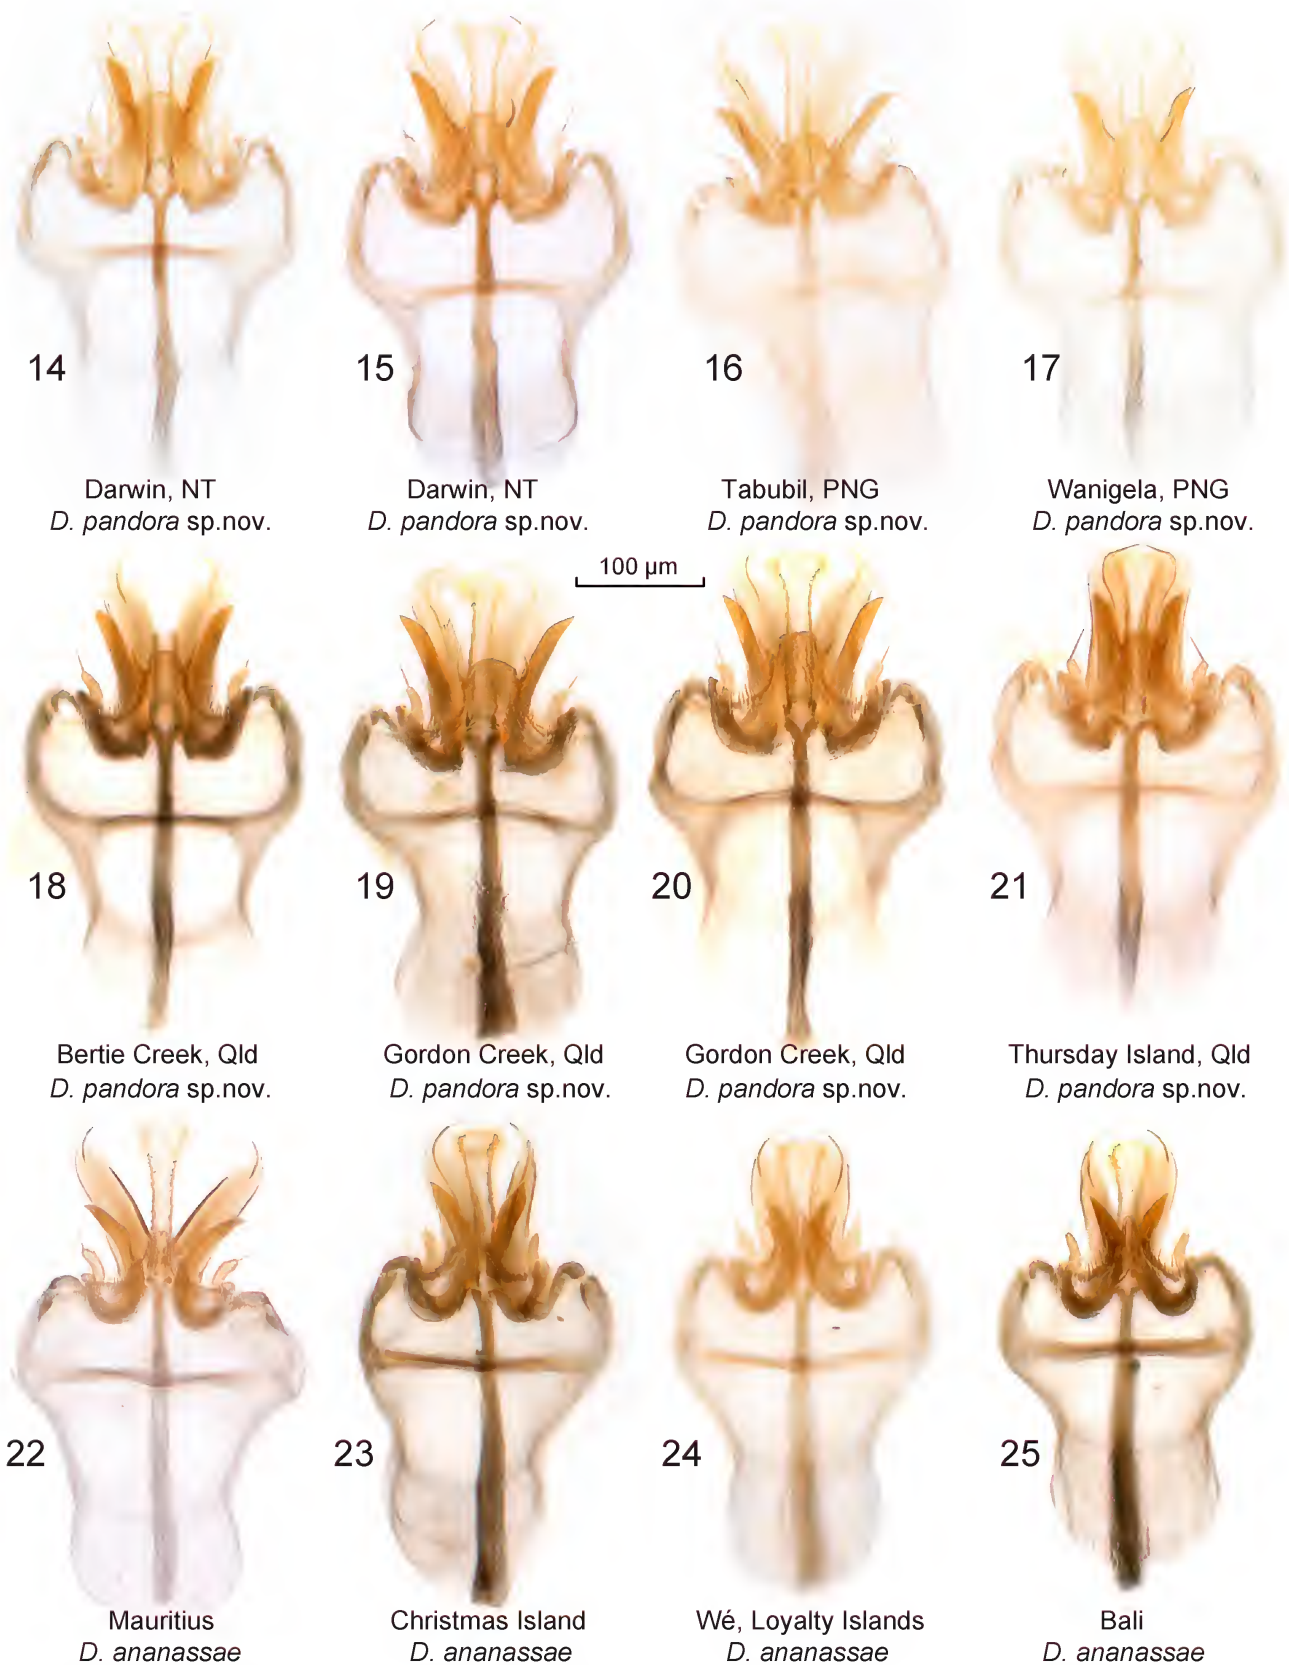 14
15
16
17
Darwin, NT
D. pandora sp.nov.
Darwin, NT
D. pandora sp.nov.
Tabubil, PNG
D. pandora sp.nov.
Wanigela, PNG
D. pandora sp.nov.
100 µm
18
19
20
21
Bertie Creek, Qld
D. pandora sp.nov.
Gordon Creek, Qld
D. pandora sp.nov.
Gordon Creek, Qld
D. pandora sp.nov.
Thursday Island, Qld
D. pandora sp.nov.
22
23
24
25
Mauritius
D. ananassae
Christmas Island
D. ananassae
Wé, Loyalty Islands
D. ananassae
Bali
D. ananassae